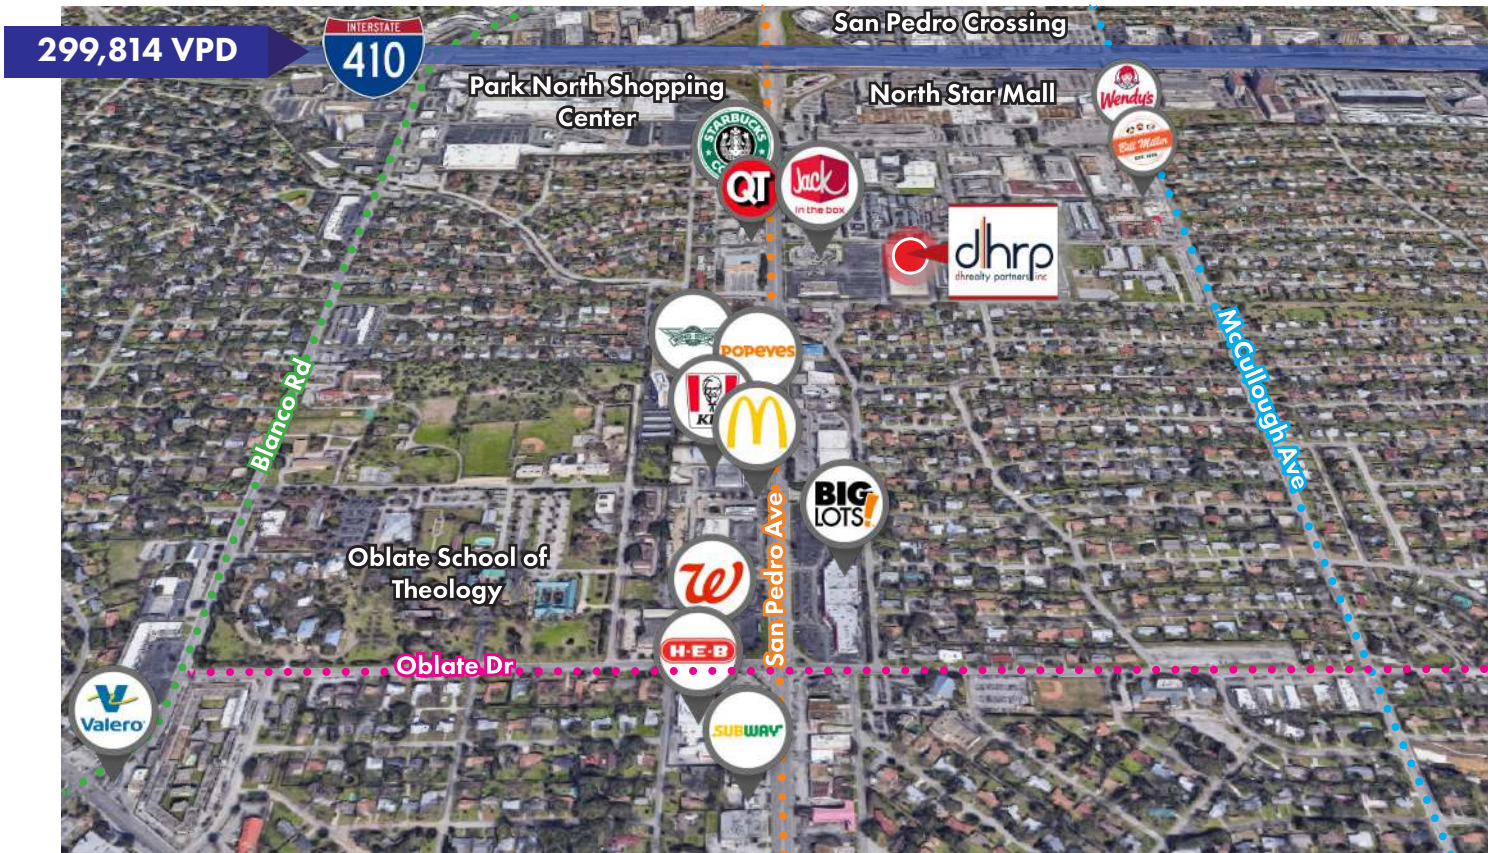 San Pedro Crossing
299,814 VPD
INTERSTATE
410
Park North Shopping
Center
North Star Mall
Wendy's
STARBUCKS
Bill Miller
QT
Jack
in the box
dhrp
dhrealty partners inc
POPEYES
McCullough Ave
Blanco Rd
BIG
LOTS!
San Pedro Ave
Oblate School of
Theology
W
H-E-B
Oblate Dr
Valero
SUBWAY